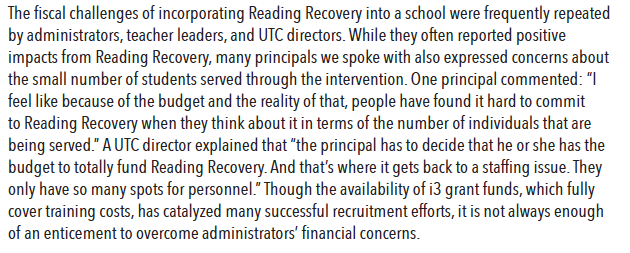 The fiscal challenges of incorporating Reading Recovery into a school were frequently repeated
by administrators, teacher leaders, and UTC directors. While they often reported positive
impacts from Reading Recovery, many principals we spoke with also expressed concerns about
the small number of students served through the intervention. One principal commented: “I
feel like because of the budget and the reality of that, people have found it hard to commit
to Reading Recovery when they think about it in terms of the number of individuals that are
being served.” A UTC director explained that “the principal has to decide that he or she has the
budget to totally fund Reading Recovery. And that’s where it gets back to a staffing issue. They
only have so many spots for personnel.” Though the availability of i3 grant funds, which fully
cover training costs, has catalyzed many successful recruitment efforts, it is not always enough
of an enticement to overcome administrators’ financial concerns.